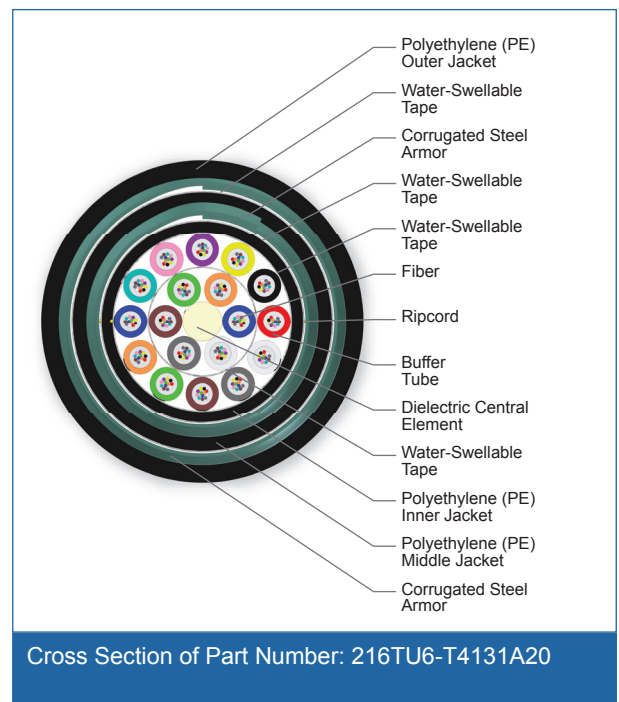 Polyethylene (PE)
Outer Jacket
Water-Swellable
Tape
Corrugated Steel
Armor
Water-Swellable
Tape
Water-Swellable
Tape
Fiber
Ripcord
Buffer
Tube
Dielectric Central
Element
Water-Swellable
Tape
Polyethylene (PE)
Inner Jacket
Polyethylene (PE)
Middle Jacket
Corrugated Steel
Armor
Cross Section of Part Number: 216TU6-T4131A20